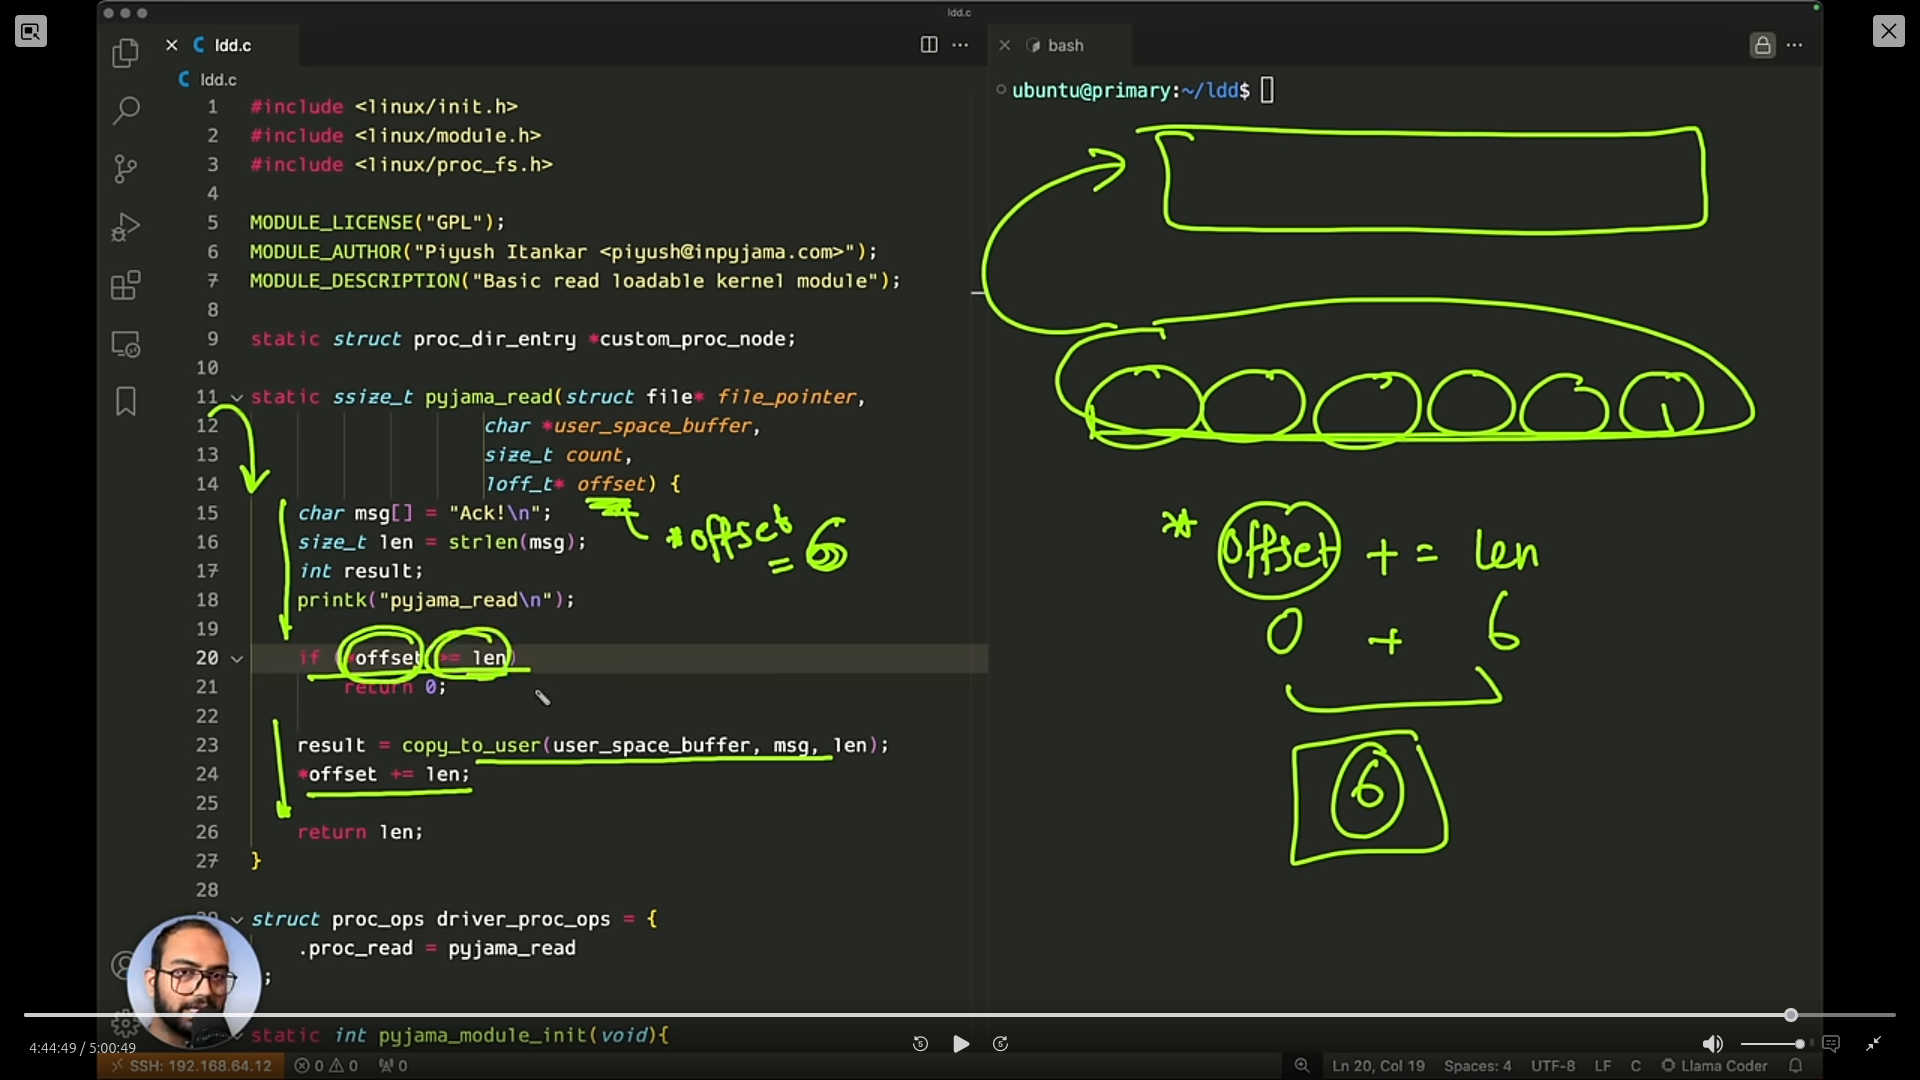 ldd.c
ldd.c
bash
ldd.c
ubuntu@primary:~/ldd$
1 #include <linux/init.h>
2 #include <linux/module.h>
3 #include <linux/proc_fs.h>
4
5 MODULE_LICENSE("GPL");
6 MODULE_AUTHOR("Piyush Itankar <piyush@inpyjama.com>");
7 MODULE_DESCRIPTION("Basic read loadable kernel module");
8
9 static struct proc_dir_entry *custom_proc_node;
10
11 static ssize_t pyjama_read(struct file* file_pointer,
12 char *user_space_buffer,
13 size_t count,
14 loff_t* offset) {
15 char msg[] = "Ack!\n";
16 size_t len = strlen(msg);
17 int result;
18 printk("pyjama_read\n");
19
20 if (*offset >= len)
21 return 0;
22
23 result = copy_to_user(user_space_buffer, msg, len);
24 *offset += len;
25
26 return len;
27 }
28
29 struct proc_ops driver_proc_ops = {
.proc_read = pyjama_read
;
static int pyjama_module_init(void){
*offset
= 6
* offset += len
0 + 6
6
4:44:49 / 5:00:49
5
5
SSH: 192.168.64.12
0
0
0
Ln 20, Col 19
Spaces: 4
UTF-8
LF
C
Llama Coder